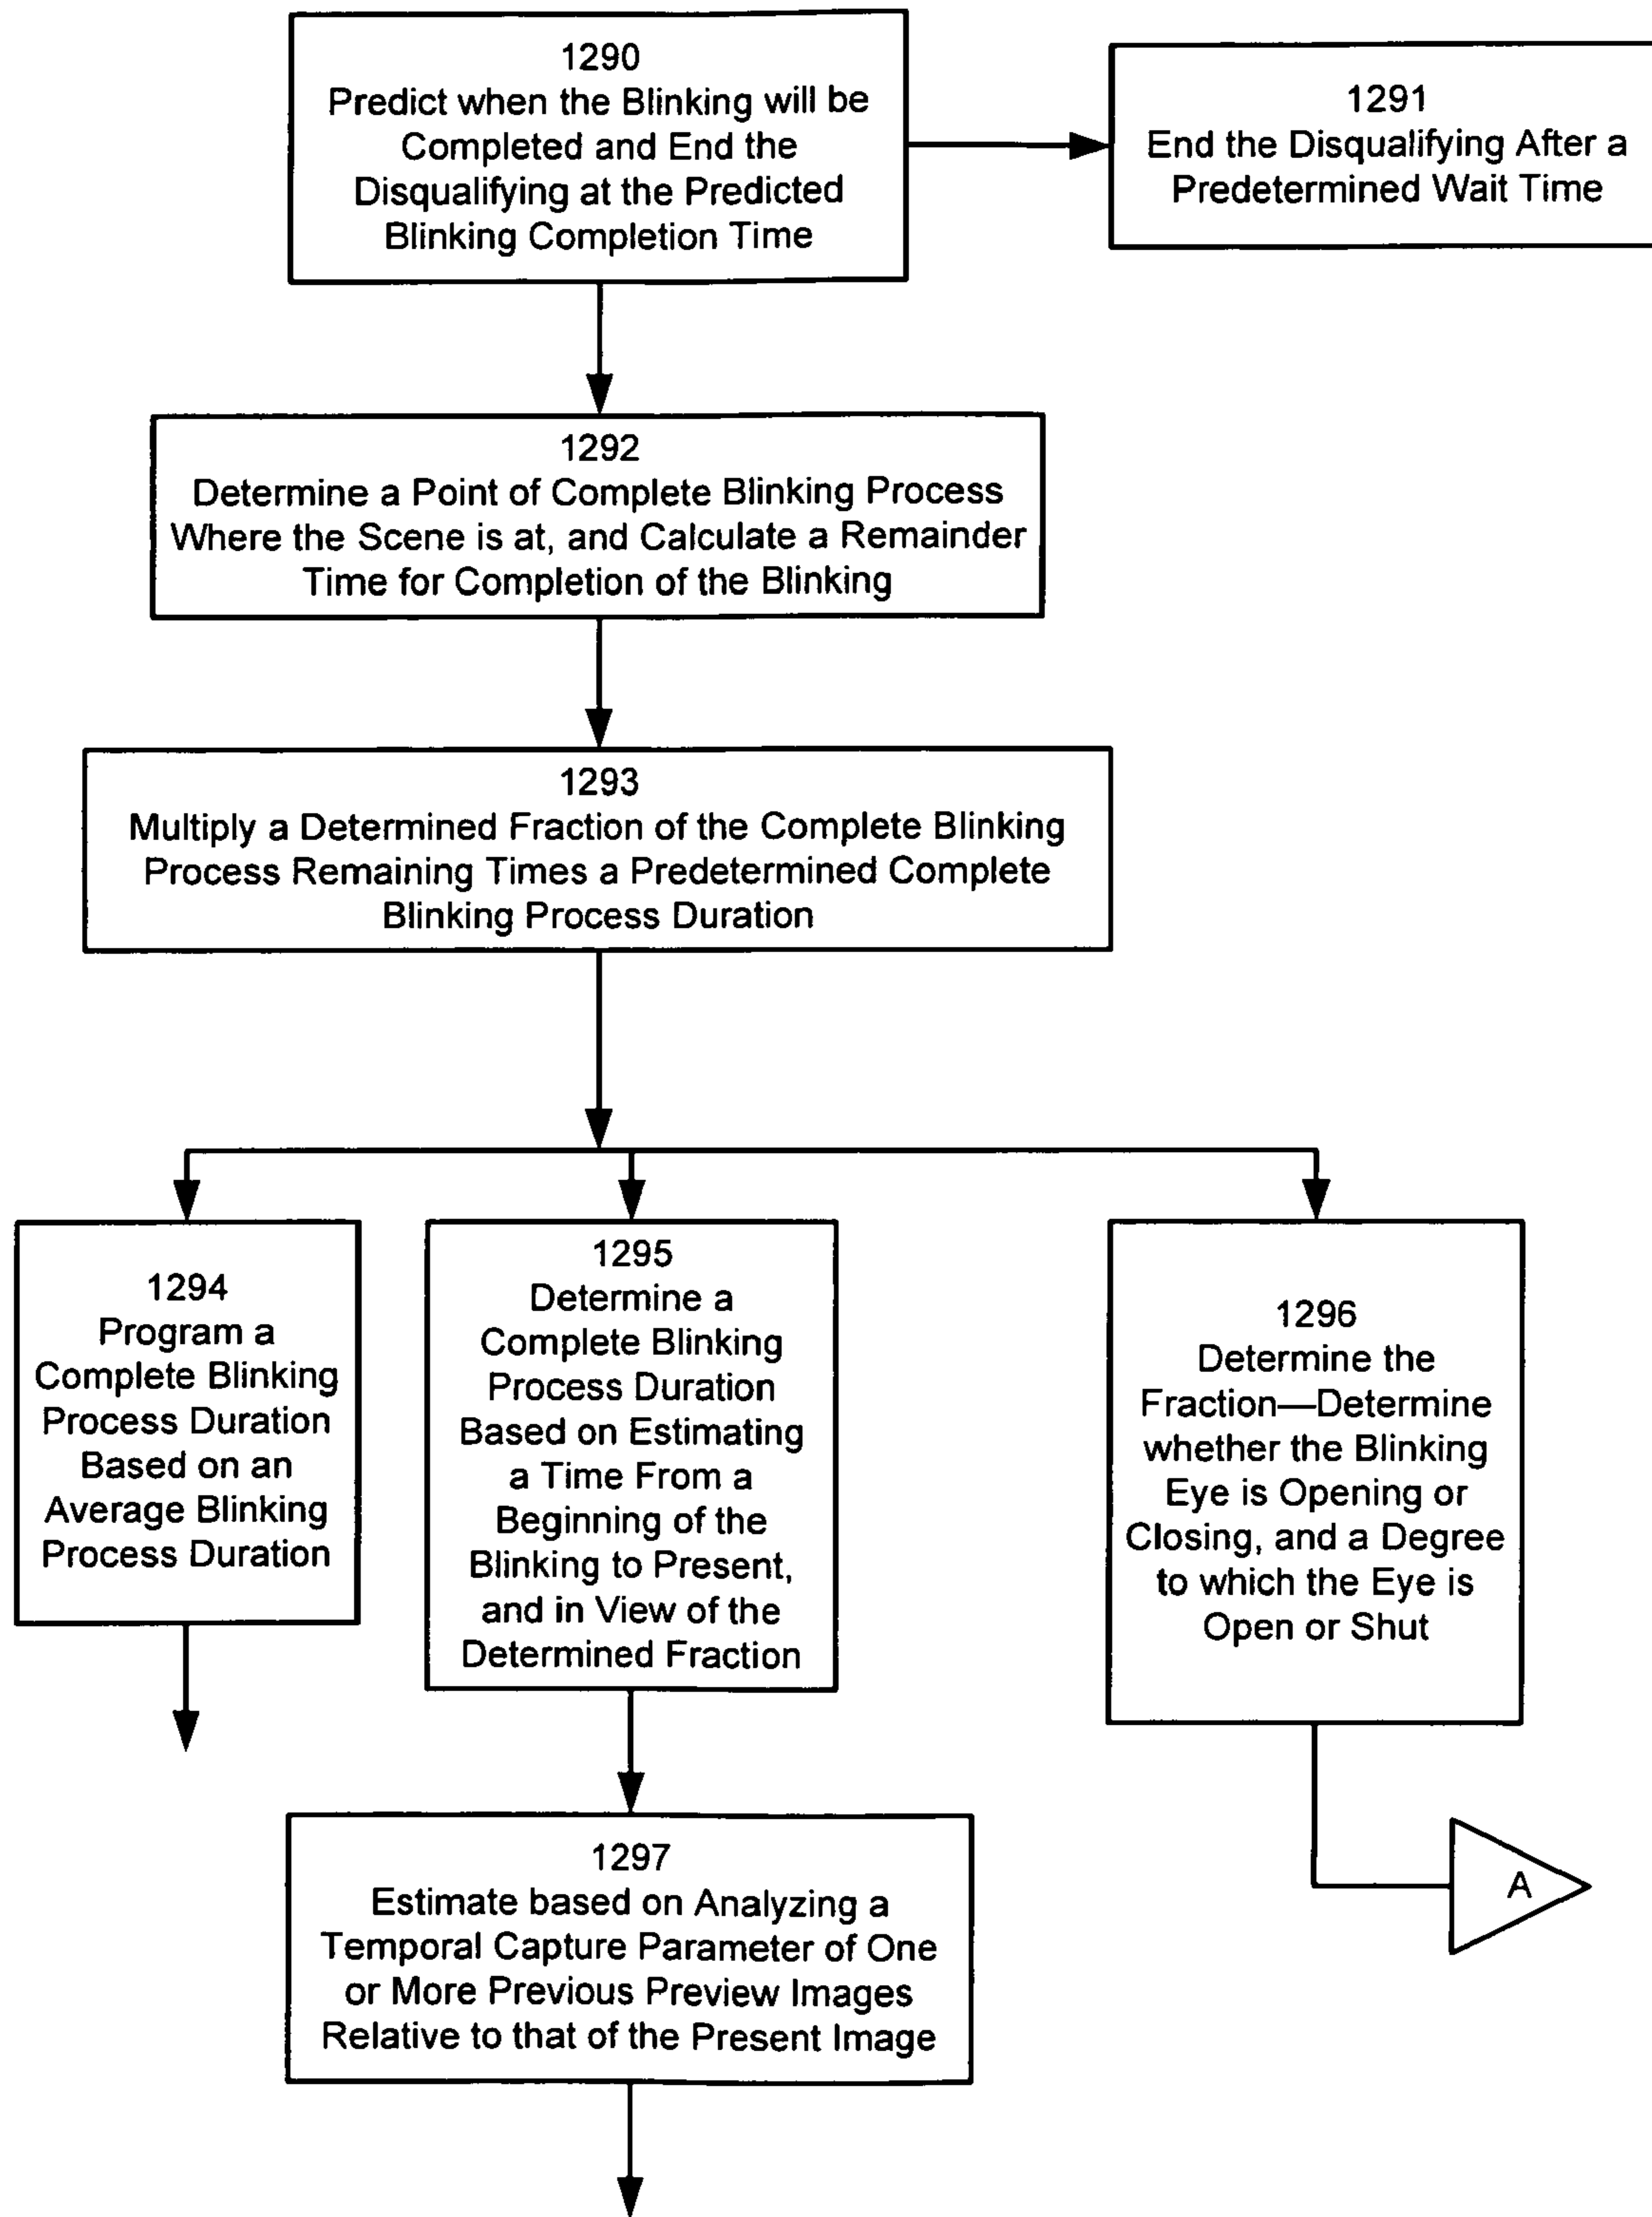 1290
Predict when the Blinking will be
Completed and End the
Disqualifying at the Predicted
Blinking Completion Time
1291
End the Disqualifying After a
Predetermined Wait Time
1292
Determine a Point of Complete Blinking Process
Where the Scene is at, and Calculate a Remainder
Time for Completion of the Blinking
1293
Multiply a Determined Fraction of the Complete Blinking
Process Remaining Times a Predetermined Complete
Blinking Process Duration
1294
Program a
Complete Blinking
Process Duration
Based on an
Average Blinking
Process Duration
1295
Determine a
Complete Blinking
Process Duration
Based on Estimating
a Time From a
Beginning of the
Blinking to Present,
and in View of the
Determined Fraction
1296
Determine the
Fraction—Determine
whether the Blinking
Eye is Opening or
Closing, and a Degree
to which the Eye is
Open or Shut
1297
Estimate based on Analyzing a
Temporal Capture Parameter of One
or More Previous Preview Images
Relative to that of the Present Image
A